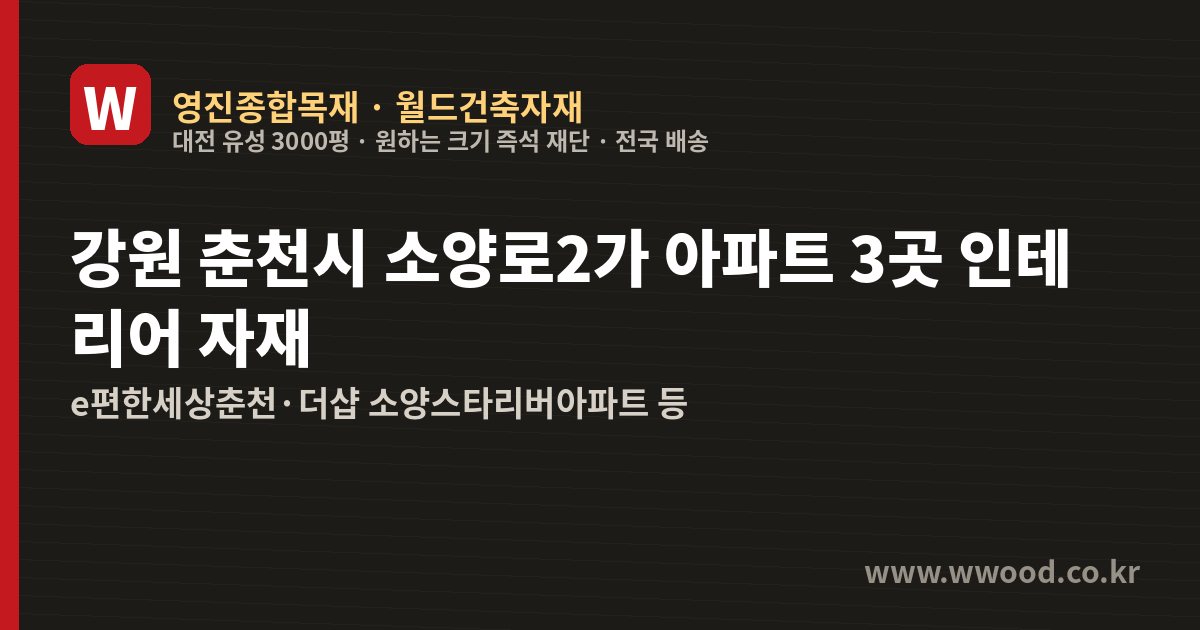 W
영진종합목재 · 월드건축자재
대전 유성 3000평 · 원하는 크기 즉석 재단 · 전국 배송
강원 춘천시 소양로2가 아파트 3곳 인테
리어 자재
e편한세상춘천·더샵 소양스타리버아파트 등
www.wwood.co.kr